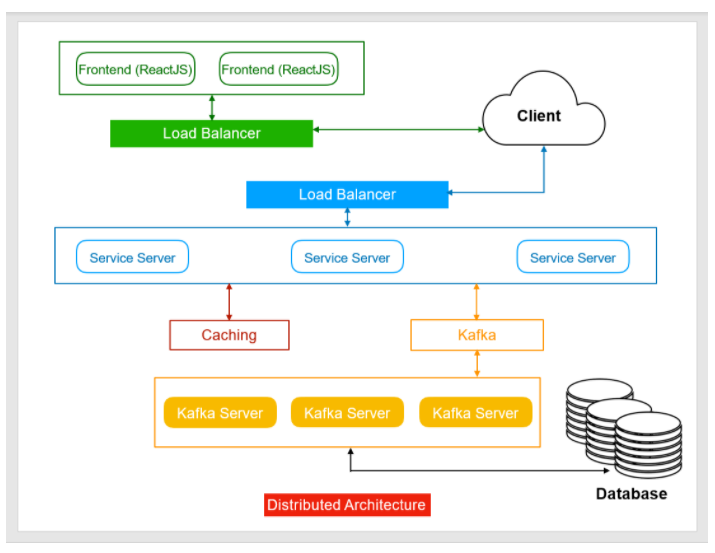 Frontend (ReactJS)
Frontend (ReactJS)
Client
Load Balancer
Load Balancer
Service Server
Service Server
Service Server
Caching
Kafka
Kafka Server
Kafka Server
Kafka Server
Database
Distributed Architecture